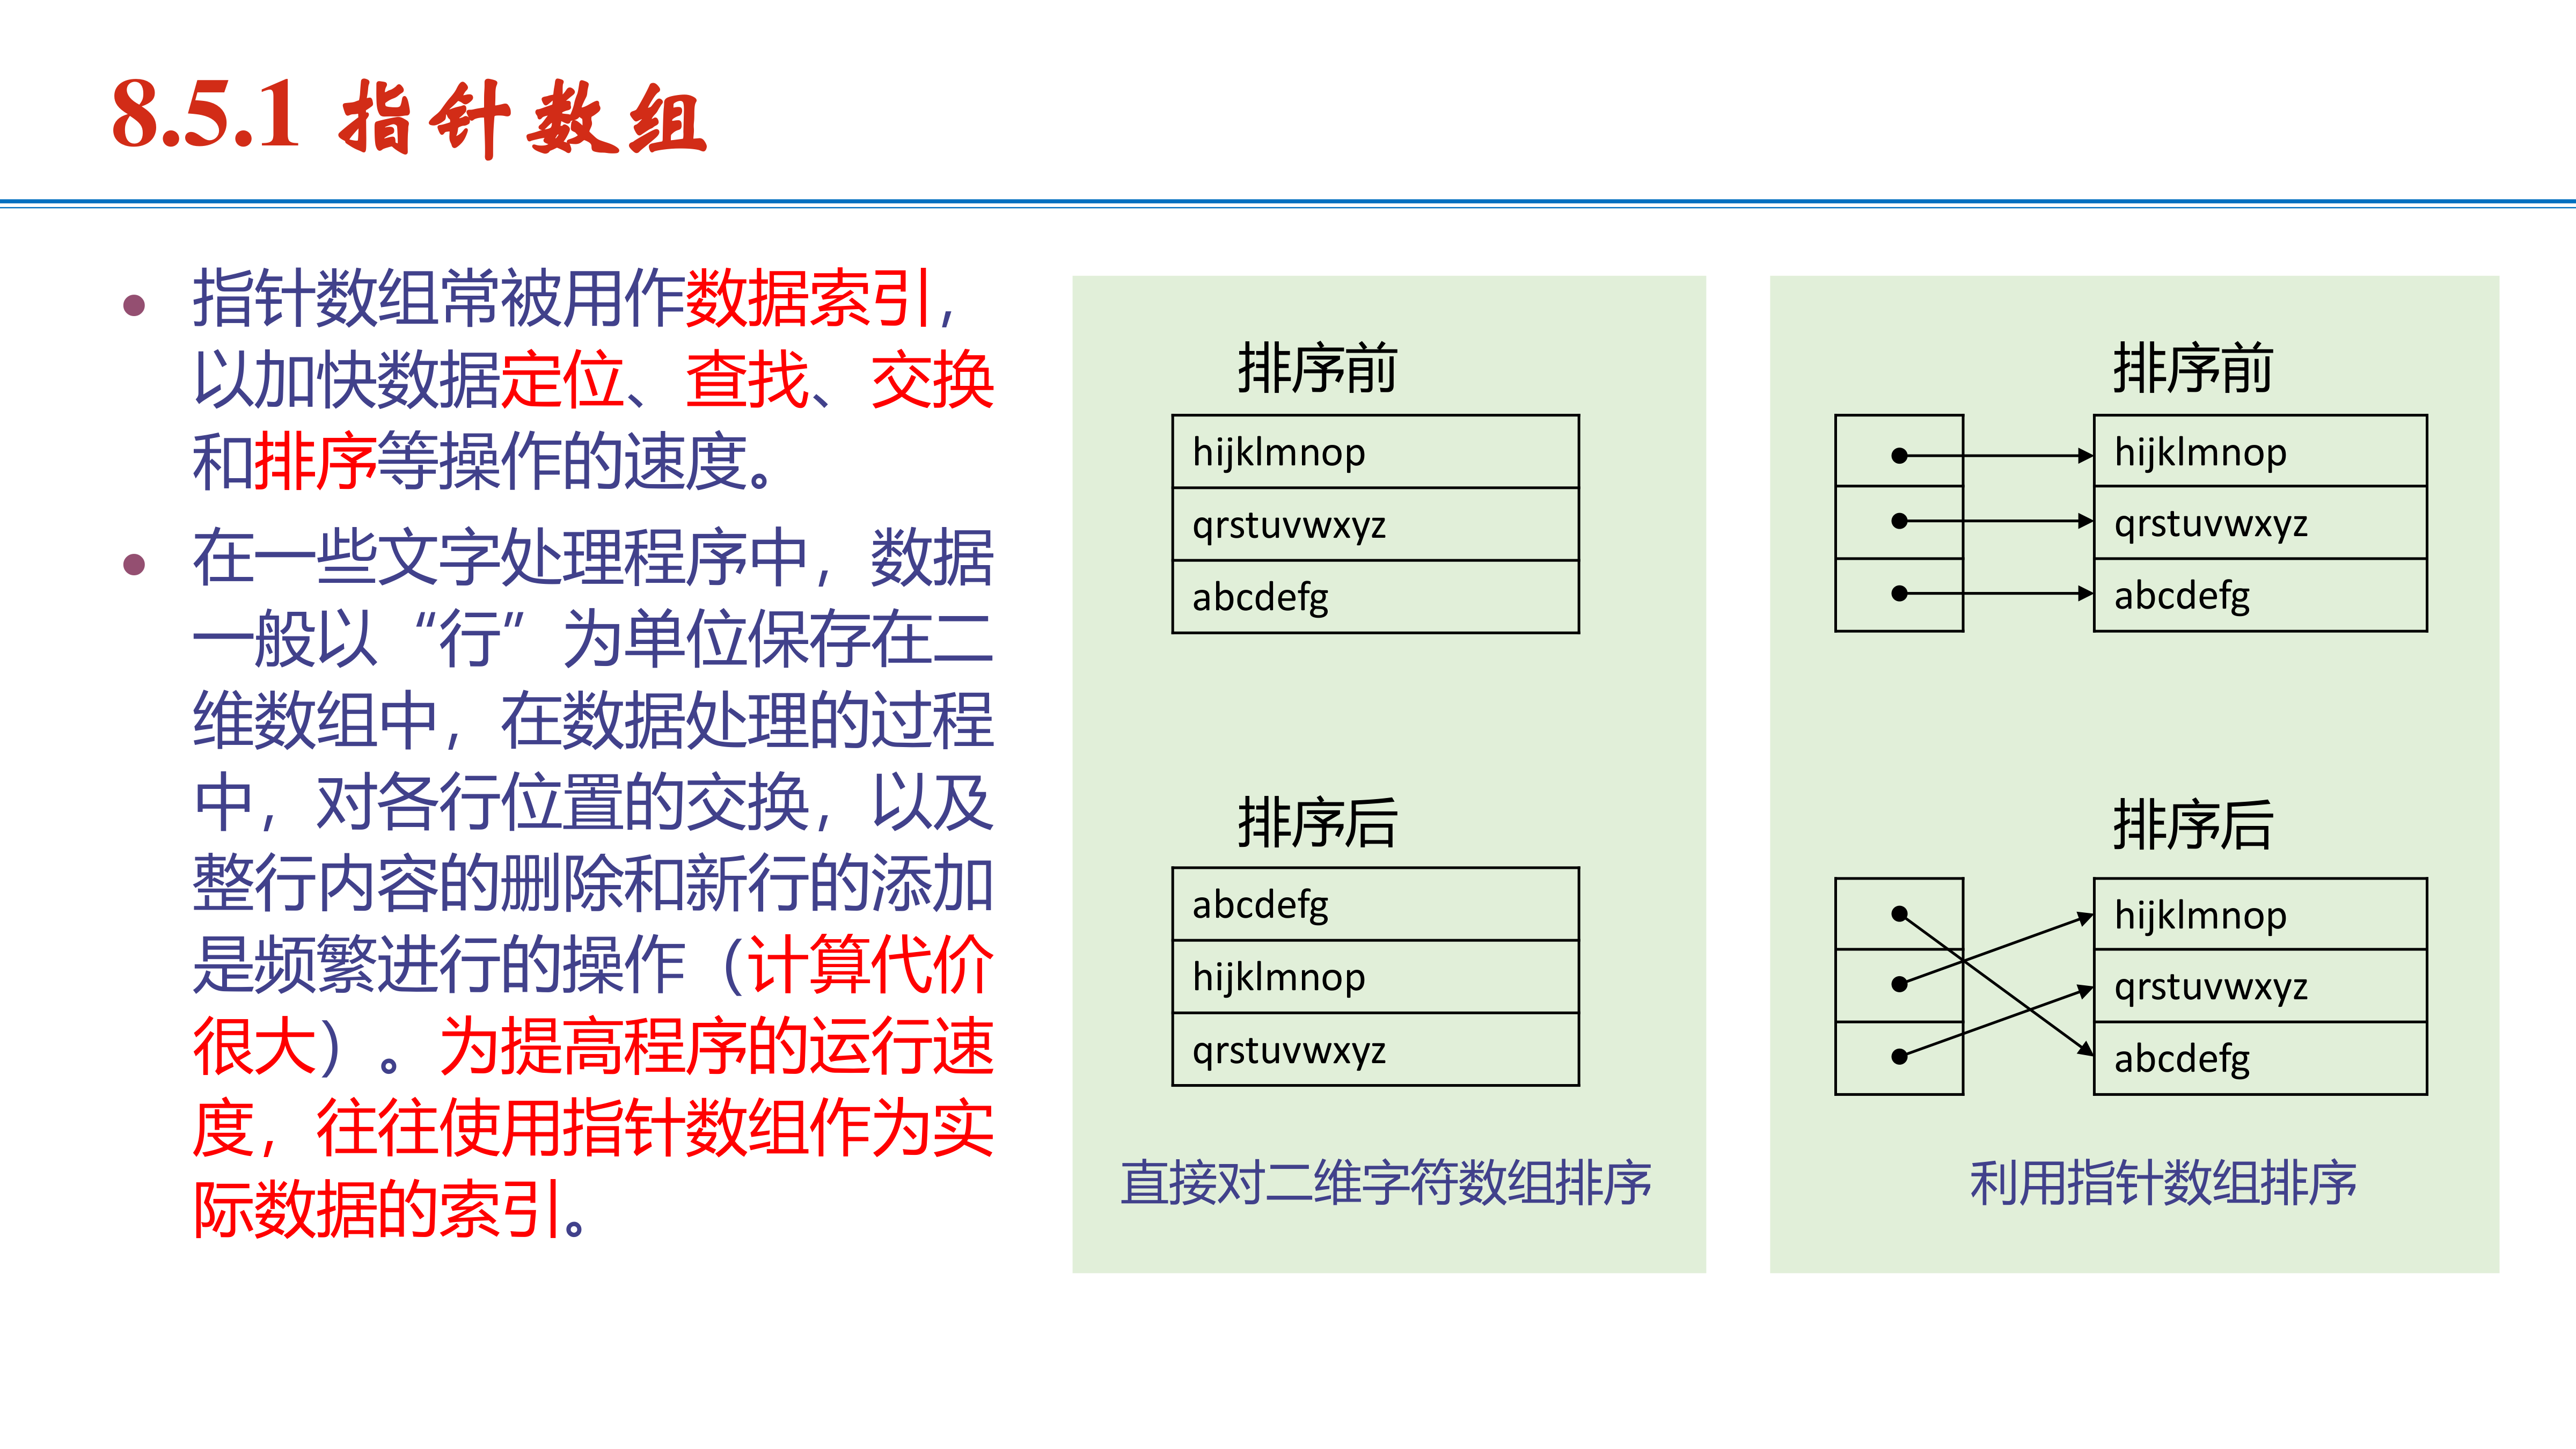 8.5.1 指针数组
指针数组常被用作数据索引，
以加快数据定位、查找、交换
和排序等操作的速度。
在一些文字处理程序中，数据
一般以“行”为单位保存在二
维数组中，在数据处理的过程
中，对各行位置的交换，以及
整行内容的删除和新行的添加
是频繁进行的操作（计算代价
很大）。为提高程序的运行速
度，往往使用指针数组作为实
际数据的索引。
排序前
hijklmnop
qrstuvwxyz
abcdefg
排序后
abcdefg
hijklmnop
qrstuvwxyz
直接对二维字符数组排序
排序前
hijklmnop
qrstuvwxyz
abcdefg
排序后
hijklmnop
qrstuvwxyz
abcdefg
利用指针数组排序